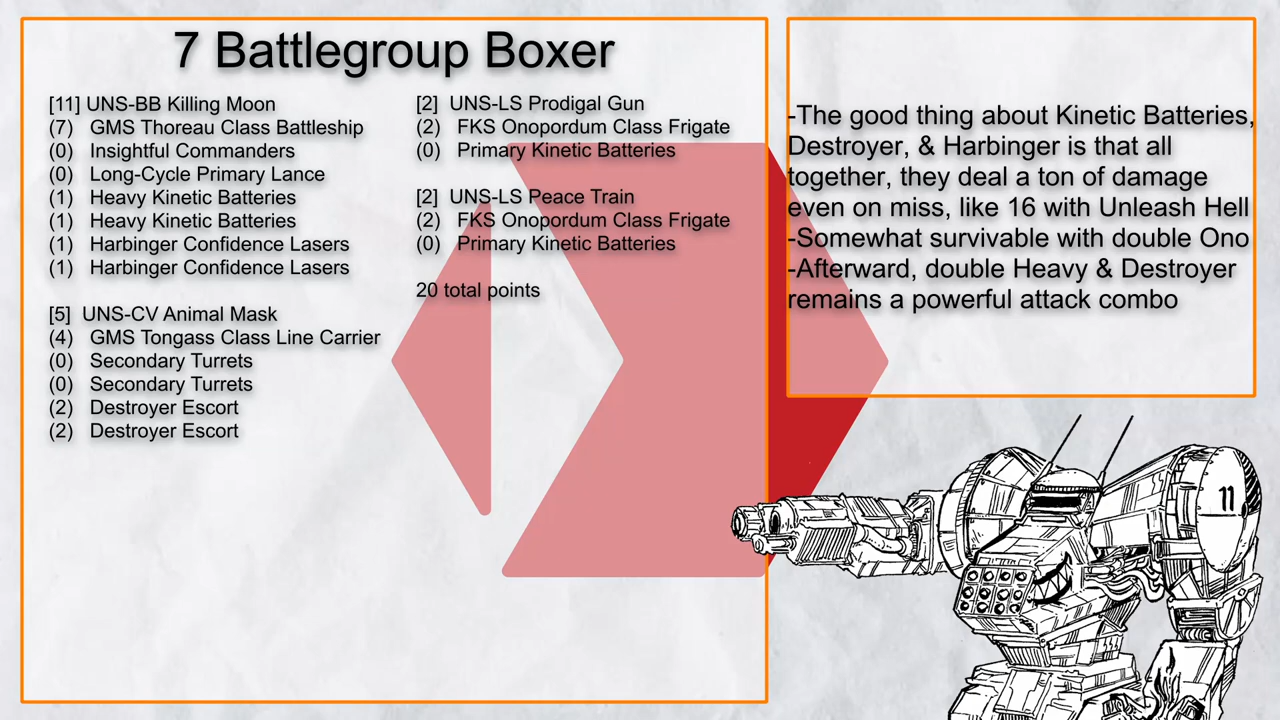 7 Battlegroup Boxer
[11] UNS-BB Killing Moon
(7) GMS Thoreau Class Battleship
(0) Insightful Commanders
(0) Long-Cycle Primary Lance
(1) Heavy Kinetic Batteries
(1) Heavy Kinetic Batteries
(1) Harbinger Confidence Lasers
(1) Harbinger Confidence Lasers
[5] UNS-CV Animal Mask
(4) GMS Tongass Class Line Carrier
(0) Secondary Turrets
(0) Secondary Turrets
(2) Destroyer Escort
(2) Destroyer Escort
[2] UNS-LS Prodigal Gun
(2) FKS Onopordum Class Frigate
(0) Primary Kinetic Batteries
[2] UNS-LS Peace Train
(2) FKS Onopordum Class Frigate
(0) Primary Kinetic Batteries
20 total points
-The good thing about Kinetic Batteries,
Destroyer, & Harbinger is that all
together, they deal a ton of damage
even on miss, like 16 with Unleash Hell
-Somewhat survivable with double Ono
-Afterward, double Heavy & Destroyer
remains a powerful attack combo
11